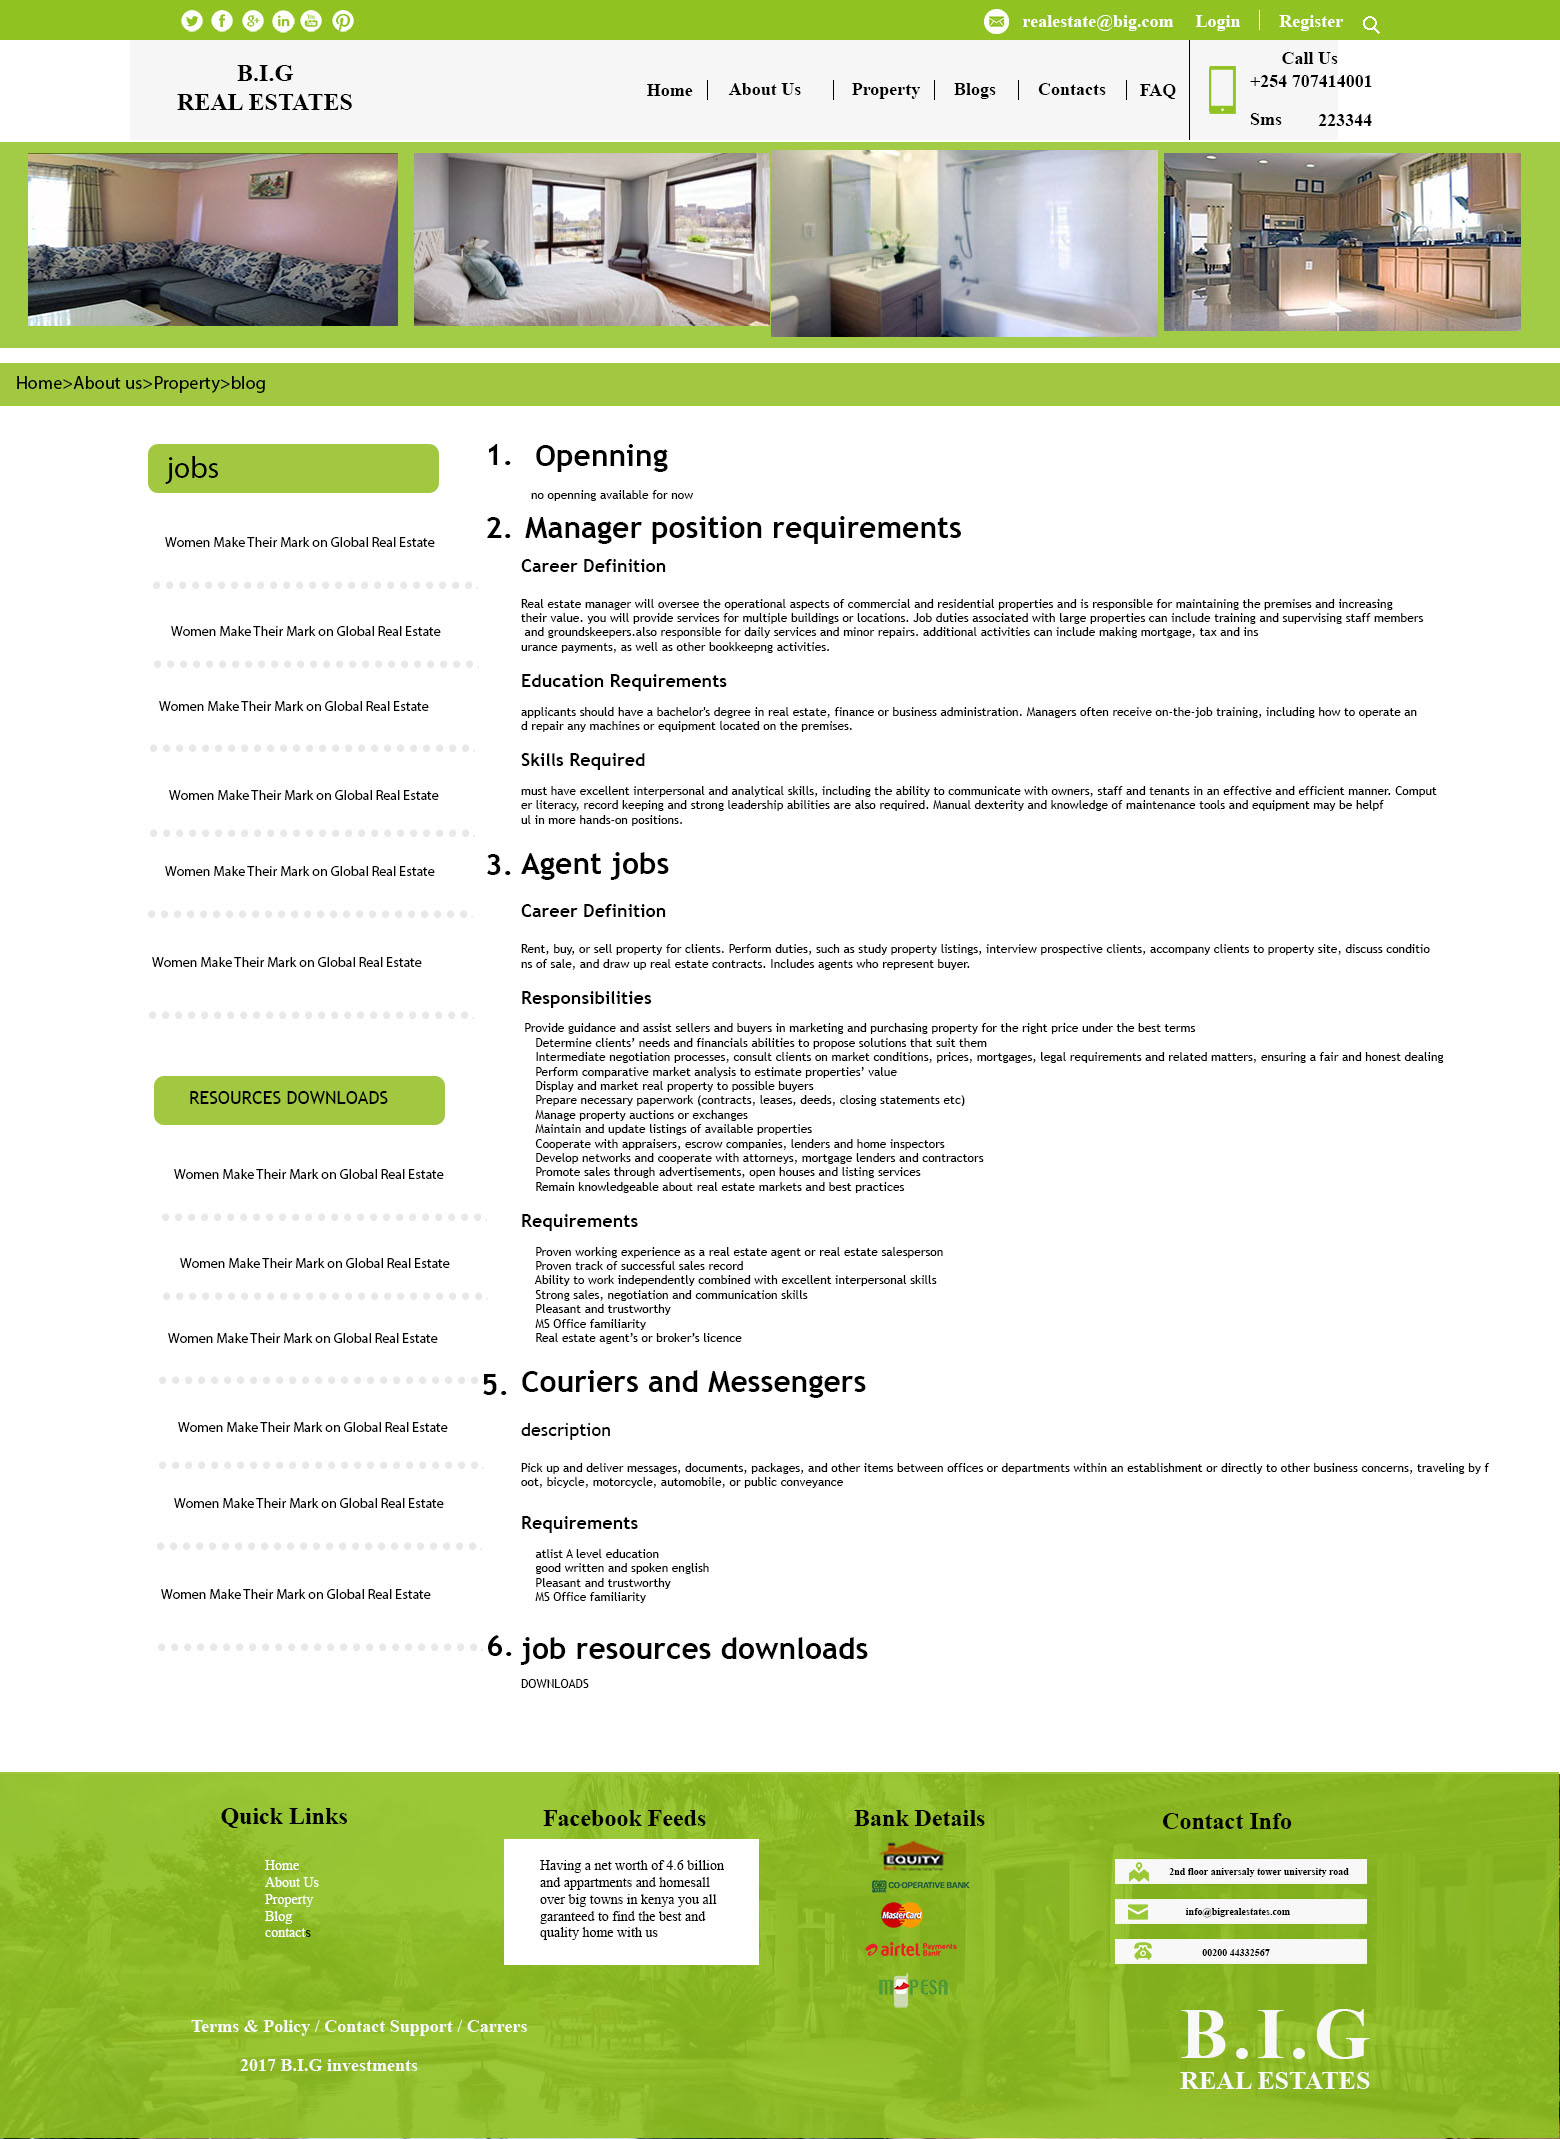 realestate@big.com Login Register
B.I.G
REAL ESTATES
Home About Us Property Blogs Contacts FAQ
Call Us
+254 707414001
Sms 223344
Home>About us>Property>blog
jobs
Women Make Their Mark on Global Real Estate
Women Make Their Mark on Global Real Estate
Women Make Their Mark on Global Real Estate
Women Make Their Mark on Global Real Estate
Women Make Their Mark on Global Real Estate
Women Make Their Mark on Global Real Estate
RESOURCES DOWNLOADS
Women Make Their Mark on Global Real Estate
Women Make Their Mark on Global Real Estate
Women Make Their Mark on Global Real Estate
Women Make Their Mark on Global Real Estate
Women Make Their Mark on Global Real Estate
Women Make Their Mark on Global Real Estate
1. Openning
no openning available for now
2. Manager position requirements
Career Definition
Real estate manager will oversee the operational aspects of commercial and residential properties and is responsible for maintaining the premises and increasing
their value. you will provide services for multiple buildings or locations. Job duties associated with large properties can include training and supervising staff members
and groundskeepers.also responsible for daily services and minor repairs. additional activities can include making mortgage, tax and ins
urance payments, as well as other bookkeepng activities.
Education Requirements
applicants should have a bachelor's degree in real estate, finance or business administration. Managers often receive on-the-job training, including how to operate an
d repair any machines or equipment located on the premises.
Skills Required
must have excellent interpersonal and analytical skills, including the ability to communicate with owners, staff and tenants in an effective and efficient manner. Comput
er literacy, record keeping and strong leadership abilities are also required. Manual dexterity and knowledge of maintenance tools and equipment may be helpf
ul in more hands-on positions.
3. Agent jobs
Career Definition
Rent, buy, or sell property for clients. Perform duties, such as study property listings, interview prospective clients, accompany clients to property site, discuss conditio
ns of sale, and draw up real estate contracts. Includes agents who represent buyer.
Responsibilities
Provide guidance and assist sellers and buyers in marketing and purchasing property for the right price under the best terms
Determine clients’ needs and financials abilities to propose solutions that suit them
Intermediate negotiation processes, consult clients on market conditions, prices, mortgages, legal requirements and related matters, ensuring a fair and honest dealing
Perform comparative market analysis to estimate properties’ value
Display and market real property to possible buyers
Prepare necessary paperwork (contracts, leases, deeds, closing statements etc)
Manage property auctions or exchanges
Maintain and update listings of available properties
Cooperate with appraisers, escrow companies, lenders and home inspectors
Develop networks and cooperate with attorneys, mortgage lenders and contractors
Promote sales through advertisements, open houses and listing services
Remain knowledgeable about real estate markets and best practices
Requirements
Proven working experience as a real estate agent or real estate salesperson
Proven track of successful sales record
Ability to work independently combined with excellent interpersonal skills
Strong sales, negotiation and communication skills
Pleasant and trustworthy
MS Office familiarity
Real estate agent’s or broker’s licence
5. Couriers and Messengers
description
Pick up and deliver messages, documents, packages, and other items between offices or departments within an establishment or directly to other business concerns, traveling by f
oot, bicycle, motorcycle, automobile, or public conveyance
Requirements
atlist A level education
good written and spoken english
Pleasant and trustworthy
MS Office familiarity
6. job resources downloads
DOWNLOADS
Quick Links
Home
About Us
Property
Blog
contacts
Facebook Feeds
Having a net worth of 4.6 billion
and appartments and homesall
over big towns in kenya you all
garanteed to find the best and
quality home with us
Bank Details
EQUITY
CO-OPERATIVE BANK
MasterCard
airtel Payments Bank
M-PESA
Contact Info
2nd floor aniversaly tower university road
info@bigrealestates.com
00200 44332567
Terms & Policy / Contact Support / Carrers
2017 B.I.G investments
B.I.G
REAL ESTATES